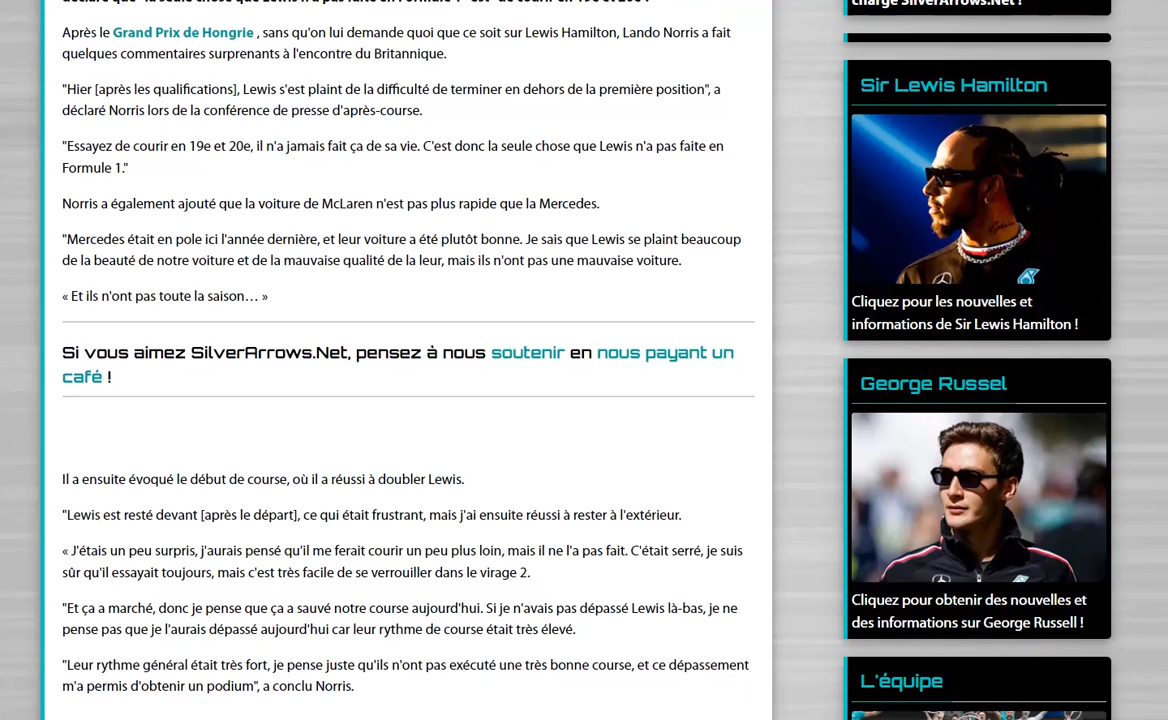 Après le Grand Prix de Hongrie , sans qu'on lui demande quoi que ce soit sur Lewis Hamilton, Lando Norris a fait
quelques commentaires surprenants à l'encontre du Britannique.
"Hier [après les qualifications], Lewis s'est plaint de la difficulté de terminer en dehors de la première position", a
déclaré Norris lors de la conférence de presse d'après-course.
"Essayez de courir en 19e et 20e, il n'a jamais fait ça de sa vie. C'est donc la seule chose que Lewis n'a pas faite en
Formule 1."
Norris a également ajouté que la voiture de McLaren n'est pas plus rapide que la Mercedes.
"Mercedes était en pole ici l'année dernière, et leur voiture a été plutôt bonne. Je sais que Lewis se plaint beaucoup
de la beauté de notre voiture et de la mauvaise qualité de la leur, mais ils n'ont pas une mauvaise voiture.
« Et ils n'ont pas toute la saison… »
Si vous aimez SilverArrows.Net, pensez à nous soutenir en nous payant un
café !
Il a ensuite évoqué le début de course, où il a réussi à doubler Lewis.
"Lewis est resté devant [après le départ], ce qui était frustrant, mais j'ai ensuite réussi à rester à l'extérieur.
« J'étais un peu surpris, j'aurais pensé qu'il me ferait courir un peu plus loin, mais il ne l'a pas fait. C'était serré, je suis
sûr qu'il essayait toujours, mais c'est très facile de se verrouiller dans le virage 2.
"Et ça a marché, donc je pense que ça a sauvé notre course aujourd'hui. Si je n'avais pas dépassé Lewis là-bas, je ne
pense pas que je l'aurais dépassé aujourd'hui car leur rythme de course était très élevé.
"Leur rythme général était très fort, je pense juste qu'ils n'ont pas exécuté une très bonne course, et ce dépassement
m'a permis d'obtenir un podium", a conclu Norris.
chargé SilverArrows.Net !
Sir Lewis Hamilton
Cliquez pour les nouvelles et
informations de Sir Lewis Hamilton !
George Russel
Cliquez pour obtenir des nouvelles et
des informations sur George Russell !
L'équipe